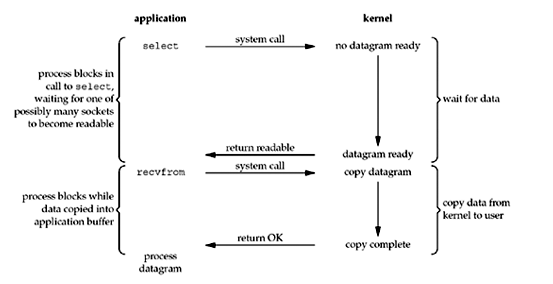 application
kernel
select
system call
no datagram ready
process blocks in
call to select,
waiting for one of
possibly many sockets
to become readable
wait for data
return readable
datagram ready
recvfrom
system call
copy datagram
process blocks while
data copied into
application buffer
copy data from
kernel to user
return OK
copy complete
process
datagram